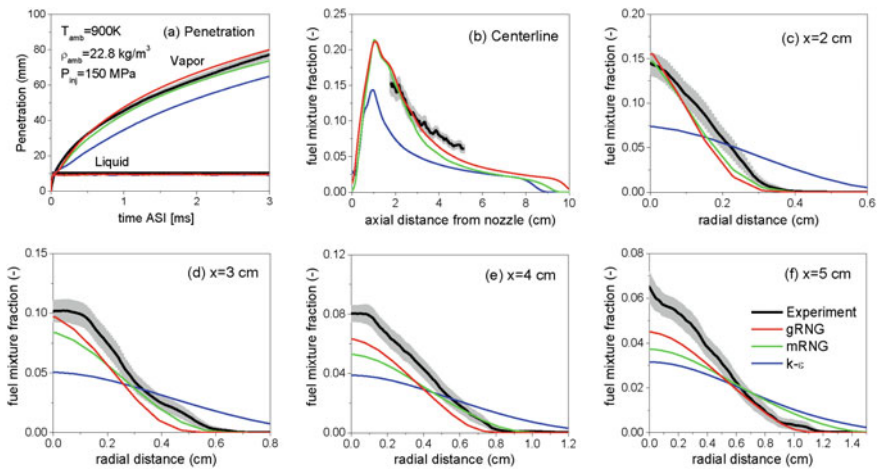 T_amb=900K
ρ_amb=22.8 kg/m³
P_inj=150 MPa
(a) Penetration
Vapor
Liquid
Penetration (mm)
100
80
60
40
20
0
0 1 2 3
time ASI [ms]
(b) Centerline
fuel mixture fraction (-)
0.25
0.20
0.15
0.10
0.05
0.00
0 2 4 6 8 10
axial distance from nozzle (cm)
(c) x=2 cm
fuel mixture fraction (-)
0.20
0.15
0.10
0.05
0.00
0.0 0.2 0.4 0.6
radial distance (cm)
(d) x=3 cm
fuel mixture fraction (-)
0.15
0.10
0.05
0.00
0.0 0.2 0.4 0.6 0.8
radial distance (cm)
(e) x=4 cm
fuel mixture fraction (-)
0.12
0.08
0.04
0.00
0.0 0.2 0.4 0.6 0.8 1.0 1.2
radial distance (cm)
(f) x=5 cm
Experiment
gRNG
mRNG
k-ε
fuel mixture fraction (-)
0.08
0.06
0.04
0.02
0.00
0.0 0.2 0.4 0.6 0.8 1.0 1.2 1.4
radial distance (cm)